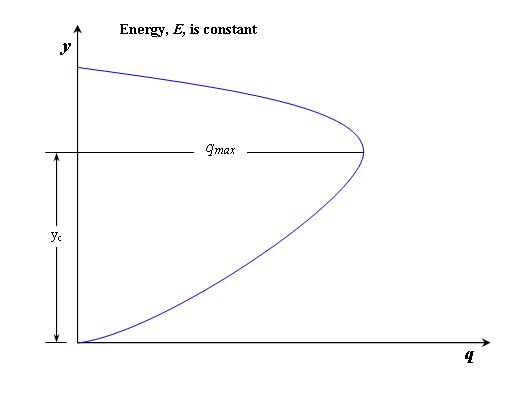 Energy, E, is constant
y
qmax
yc
q